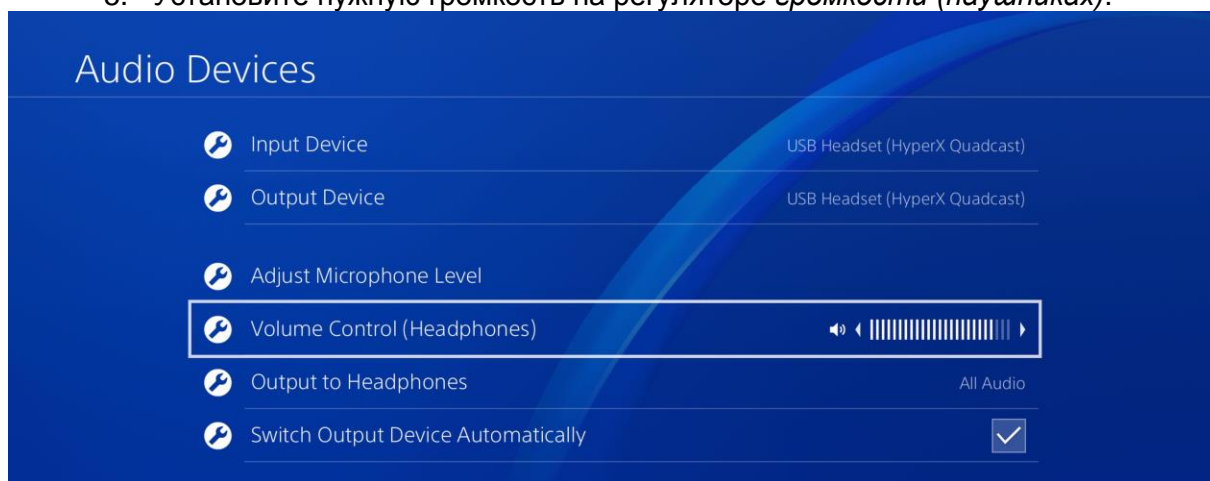 Установите нужную громкость на регуляторе громкости (наушниках).
Audio Devices
Input Device USB Headset (HyperX Quadcast)
Output Device USB Headset (HyperX Quadcast)
Adjust Microphone Level
Volume Control (Headphones)
Output to Headphones All Audio
Switch Output Device Automatically